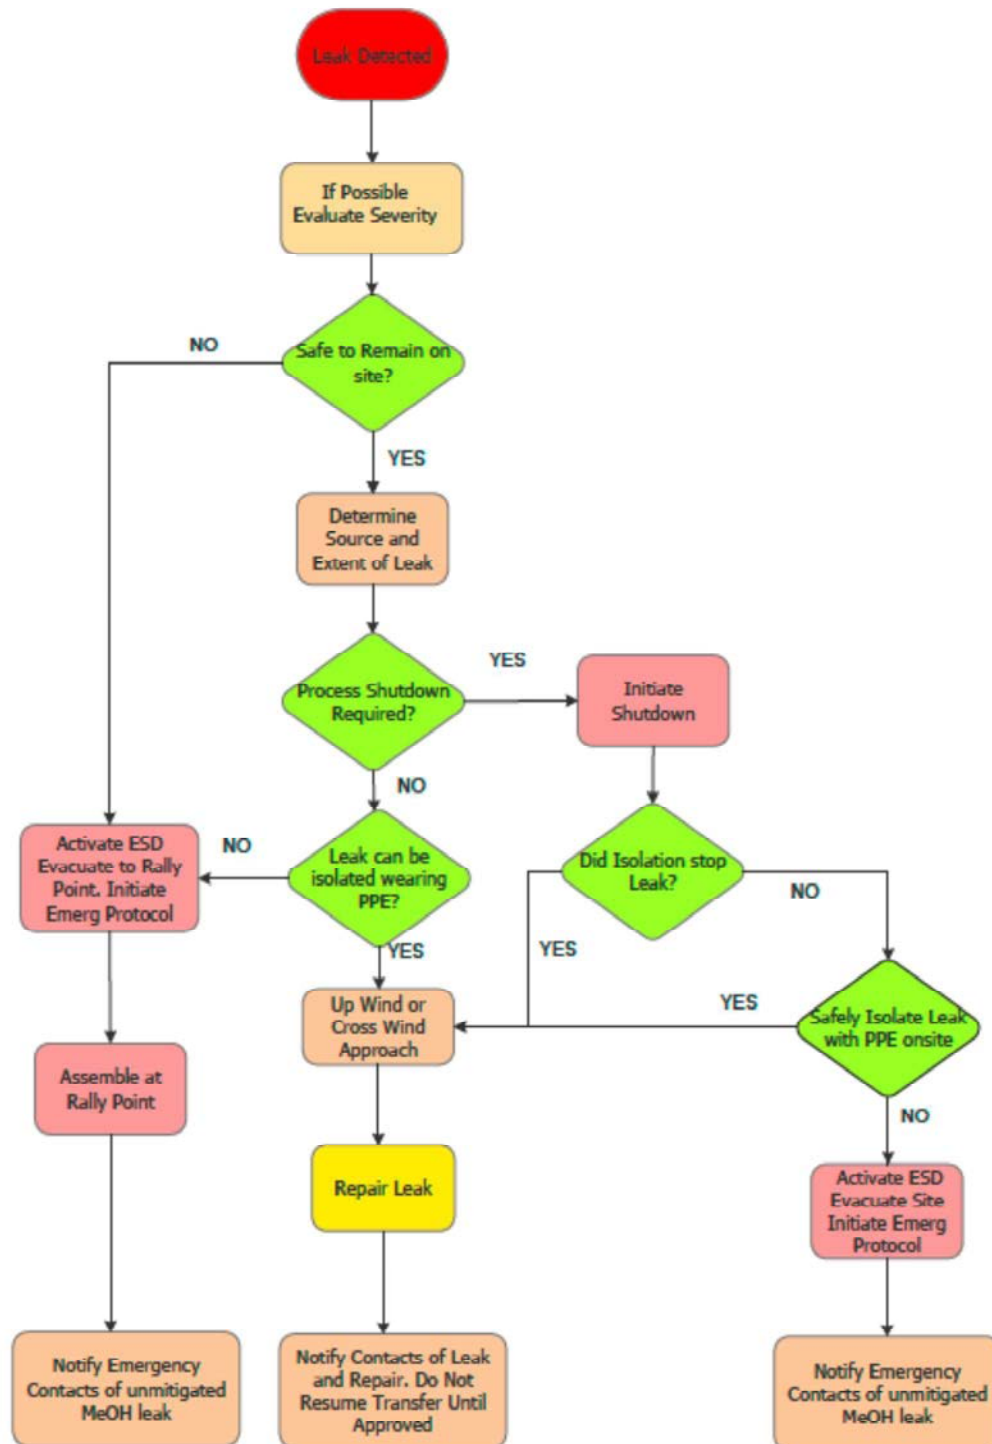 Leak Detected
If Possible
Evaluate Severity
NO
Safe to Remain on
site?
YES
Determine
Source and
Extent of Leak
YES
Process Shutdown
Required?
Initiate
Shutdown
NO
Activate ESD
Evacuate to Rally
Point. Initiate
Emerg Protocol
NO
Leak can be
isolated wearing
PPE?
Did Isolation stop
Leak?
NO
YES
YES
Up Wind or
Cross Wind
Approach
YES
Safely Isolate Leak
with PPE onsite
Assemble at
Rally Point
NO
Repair Leak
Activate ESD
Evacuate Site
Initiate Emerg
Protocol
Notify Emergency
Contacts of unmitigated
MeOH leak
Notify Contacts of Leak
and Repair. Do Not
Resume Transfer Until
Approved
Notify Emergency
Contacts of unmitigated
MeOH leak